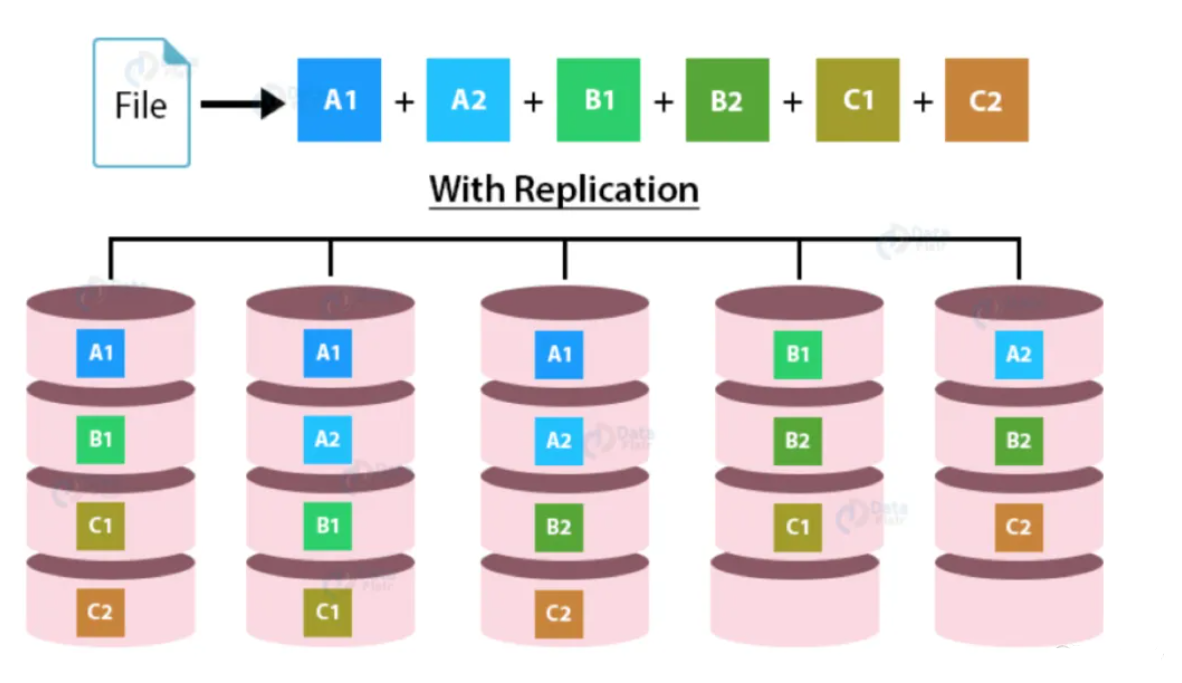 File A1 + A2 + B1 + B2 + C1 + C2
With Replication
A1 A1 A1 B1 A2
B1 A2 A2 B2 B2
C1 B1 B2 C1 C2
C2 C1 C2